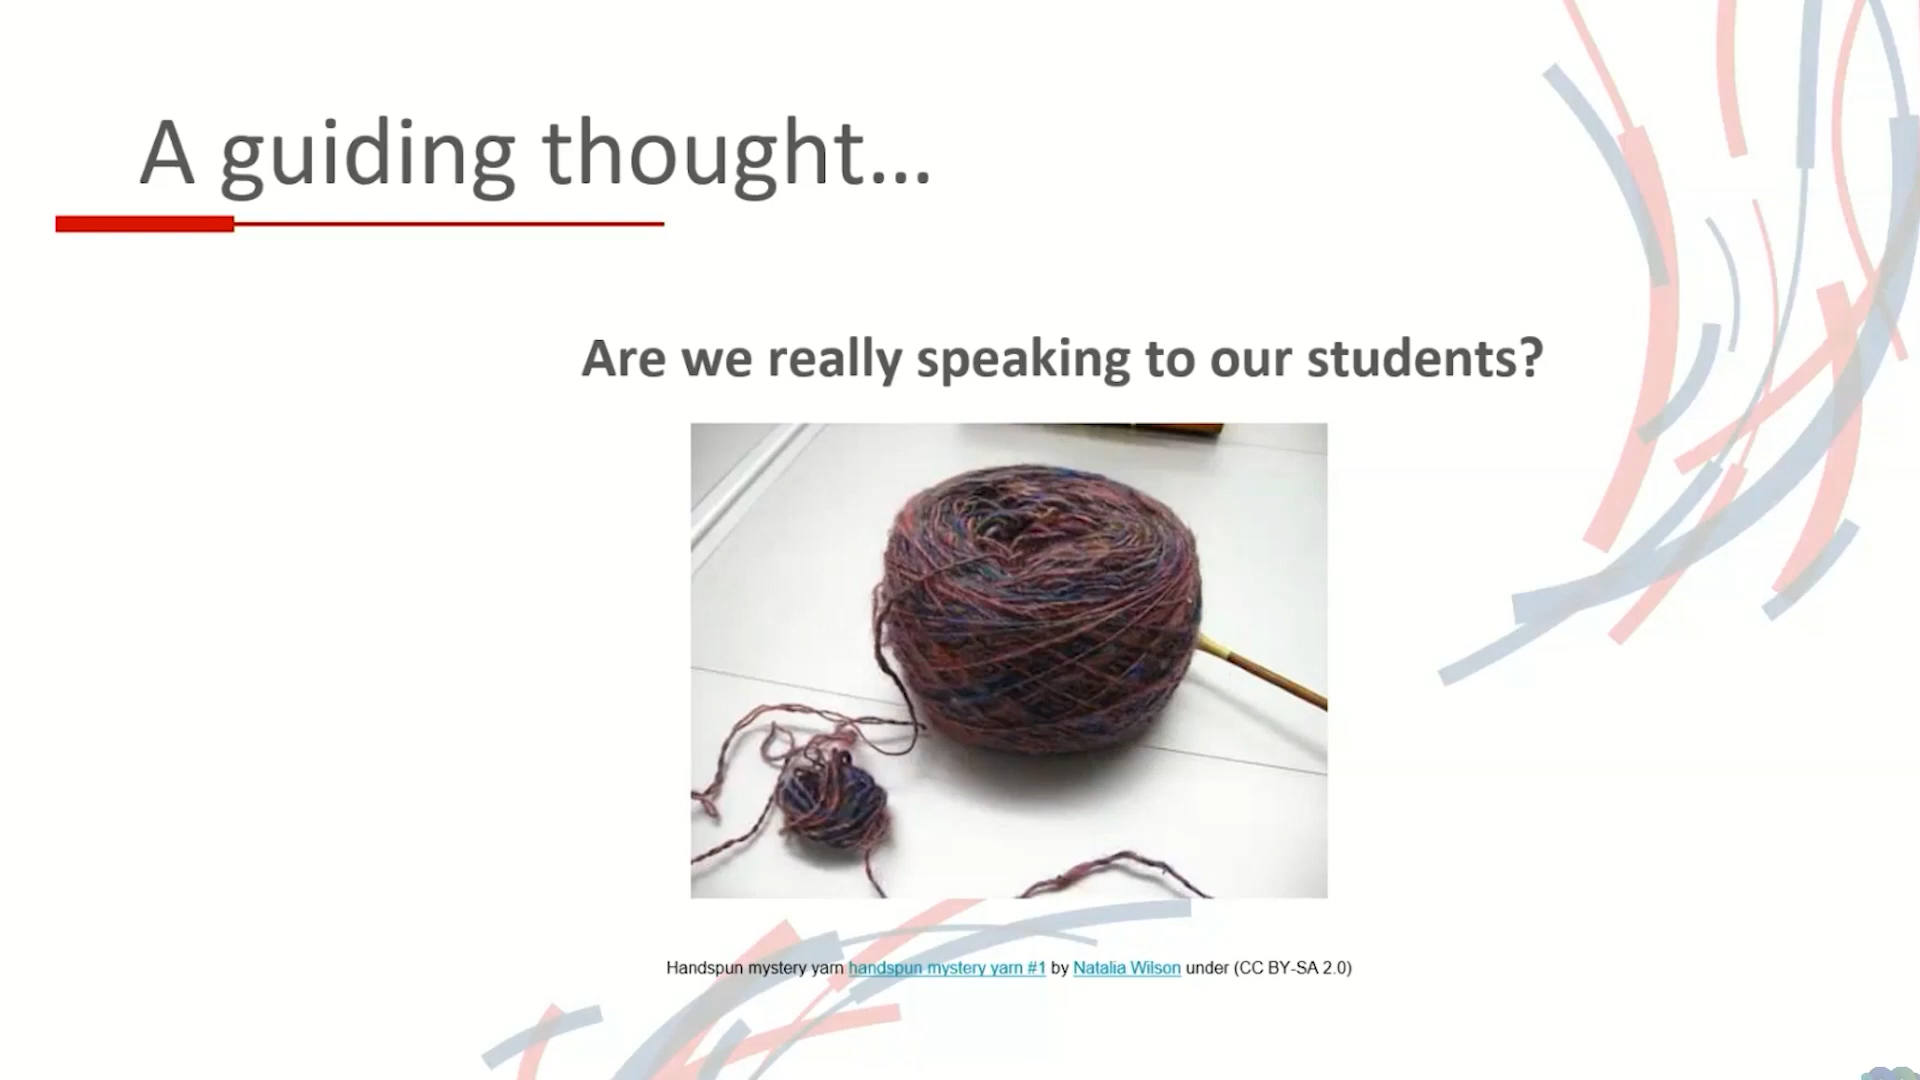 A guiding thought...
Are we really speaking to our students?
Handspun mystery yarn handspun mystery yarn #1 by Natalia Wilson under (CC BY-SA 2.0)